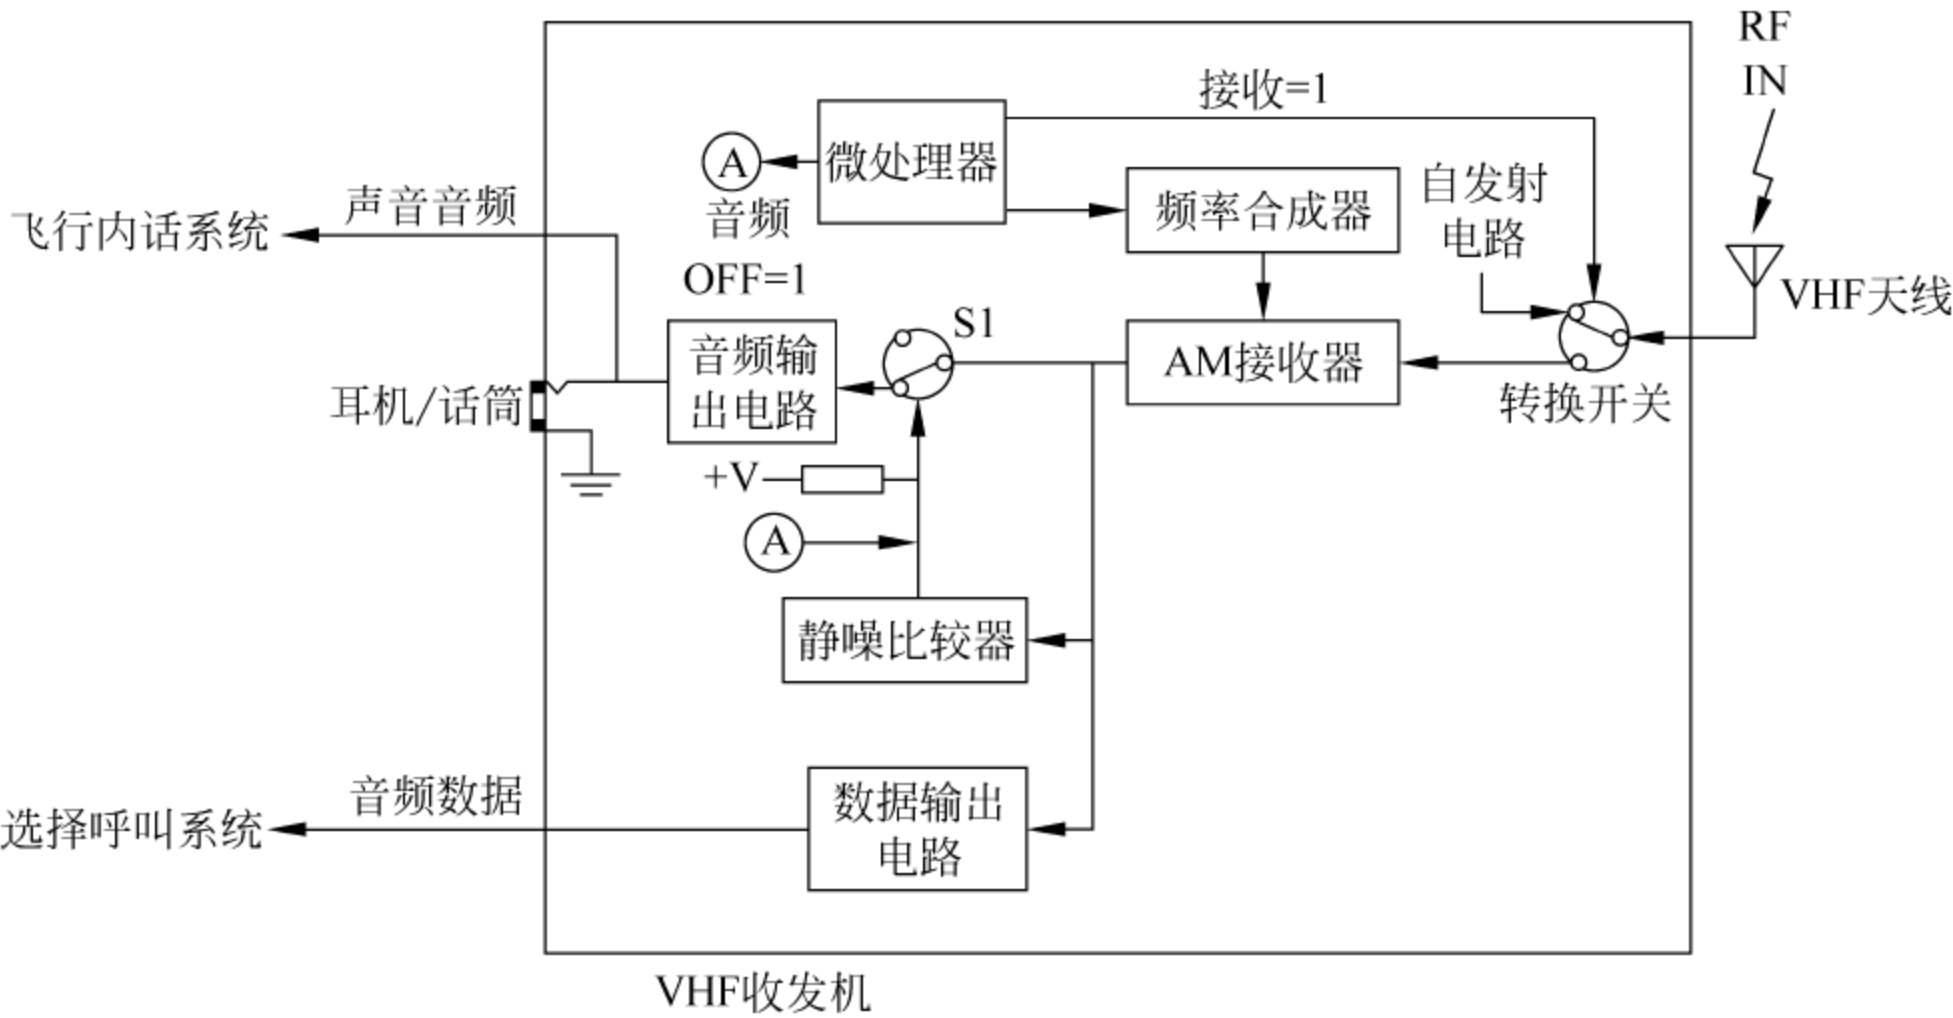 RF
IN
接收=1
微处理器
A
音频
自发射
电路
频率合成器
声音音频
飞行内话系统
OFF=1
VHF天线
S1
音频输
出电路
AM接收器
转换开关
耳机/话筒
+V
A
静噪比较器
音频数据
选择呼叫系统
数据输出
电路
VHF收发机